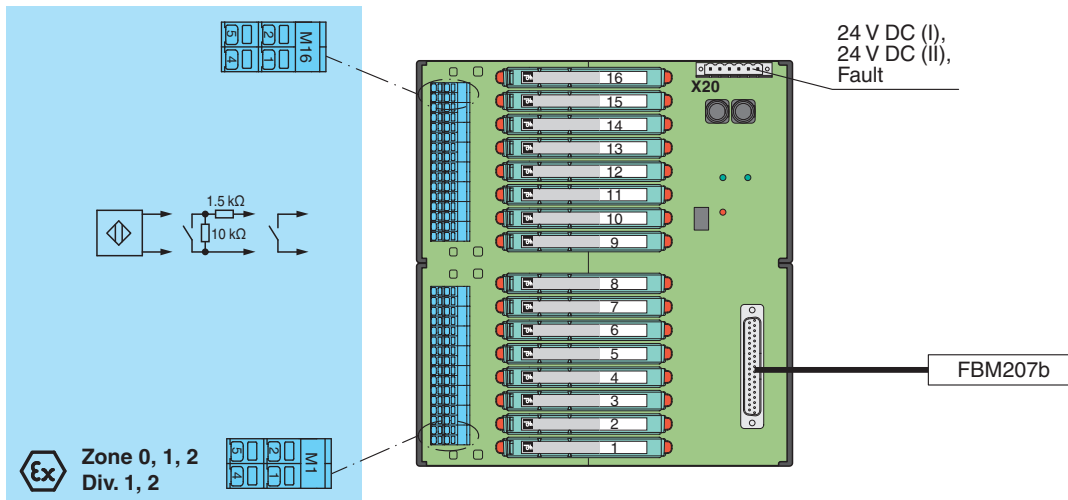 5 2 M16
4 1
24 V DC (I),
24 V DC (II),
Fault
X20
16
15
14
13
12
11
10
9
8
7
6
5
4
3
2
1
1.5 kΩ
10 kΩ
FBM207b
5 2 M1
4 1
Ex
Zone 0, 1, 2
Div. 1, 2